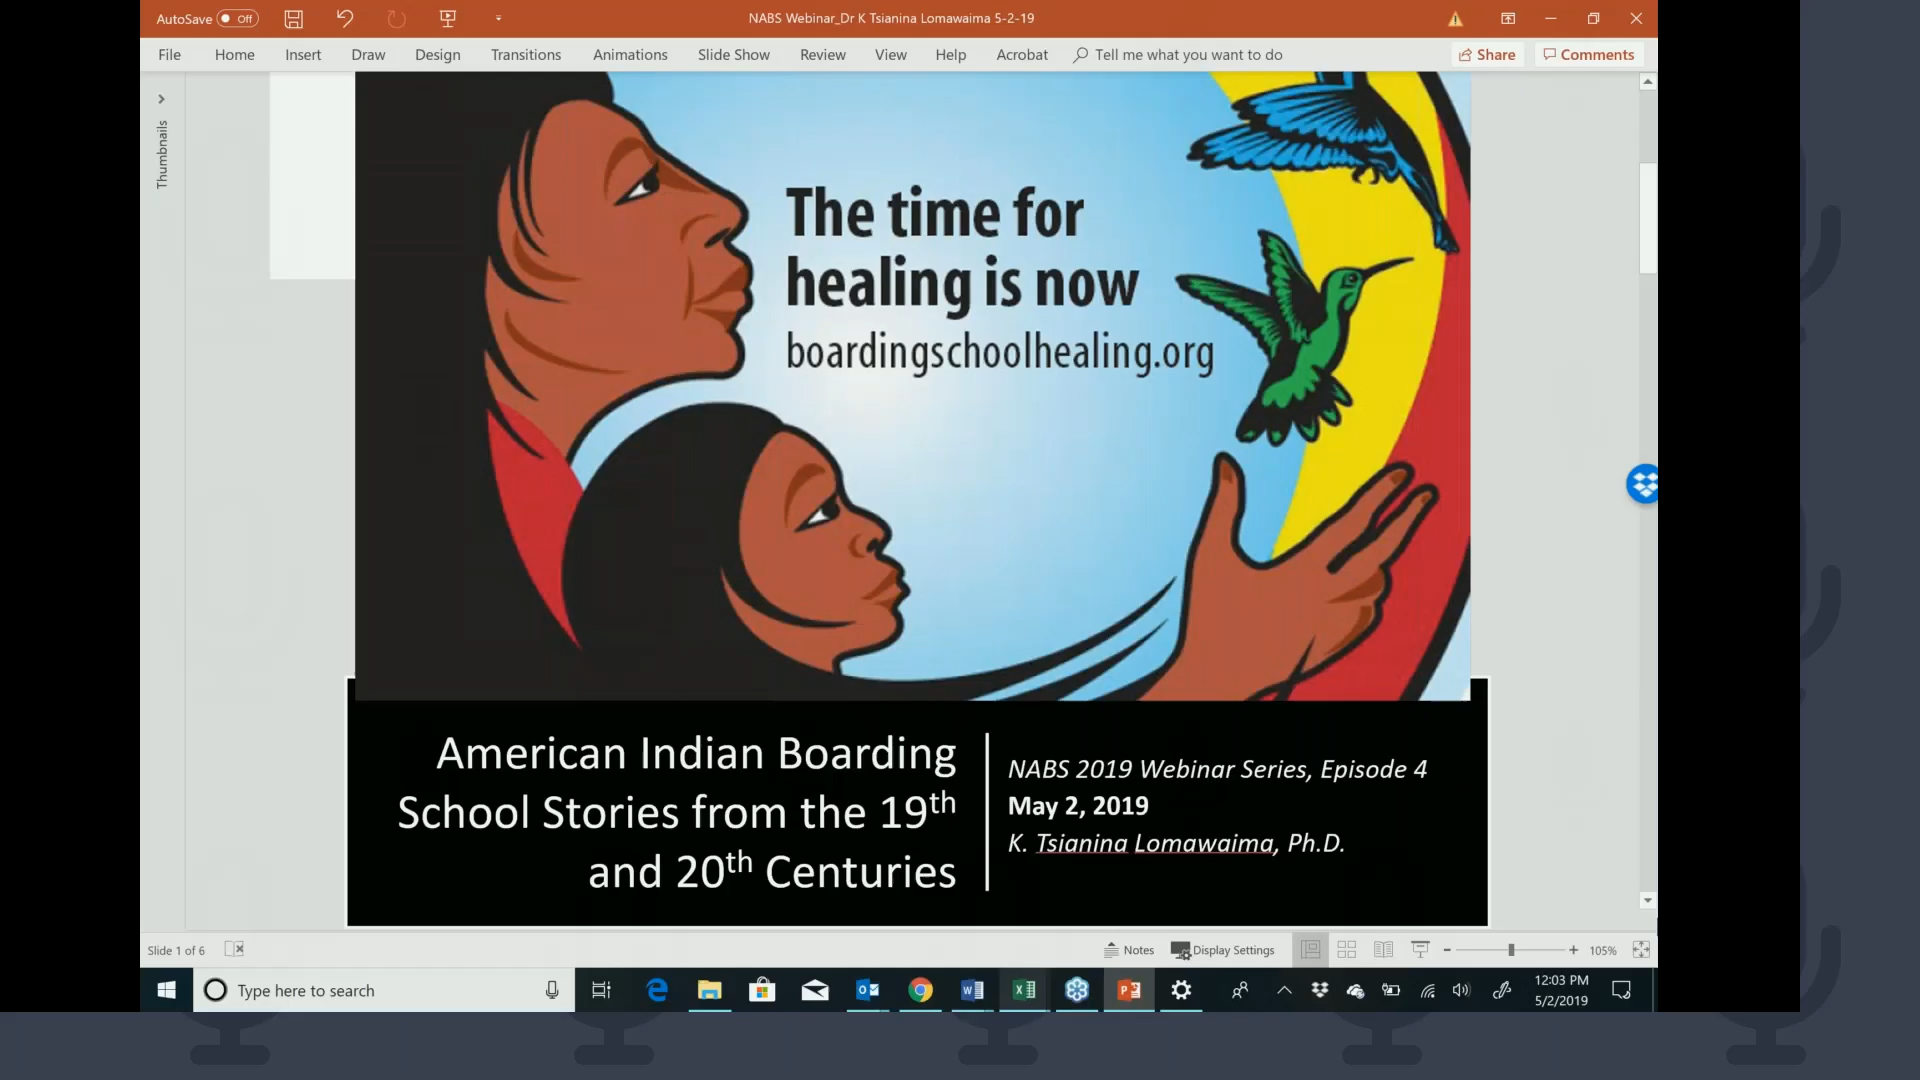 AutoSave Off
NABS Webinar_Dr K Tsianina Lomawaima 5-2-19
File Home Insert Draw Design Transitions Animations Slide Show Review View Help Acrobat Tell me what you want to do Share Comments
Thumbnails
The time for
healing is now
boardingschoolhealing.org
American Indian Boarding
School Stories from the 19th
and 20th Centuries
NABS 2019 Webinar Series, Episode 4
May 2, 2019
K. Tsianina Lomawaima, Ph.D.
Slide 1 of 6
Notes Display Settings 105%
Type here to search
12:03 PM
5/2/2019